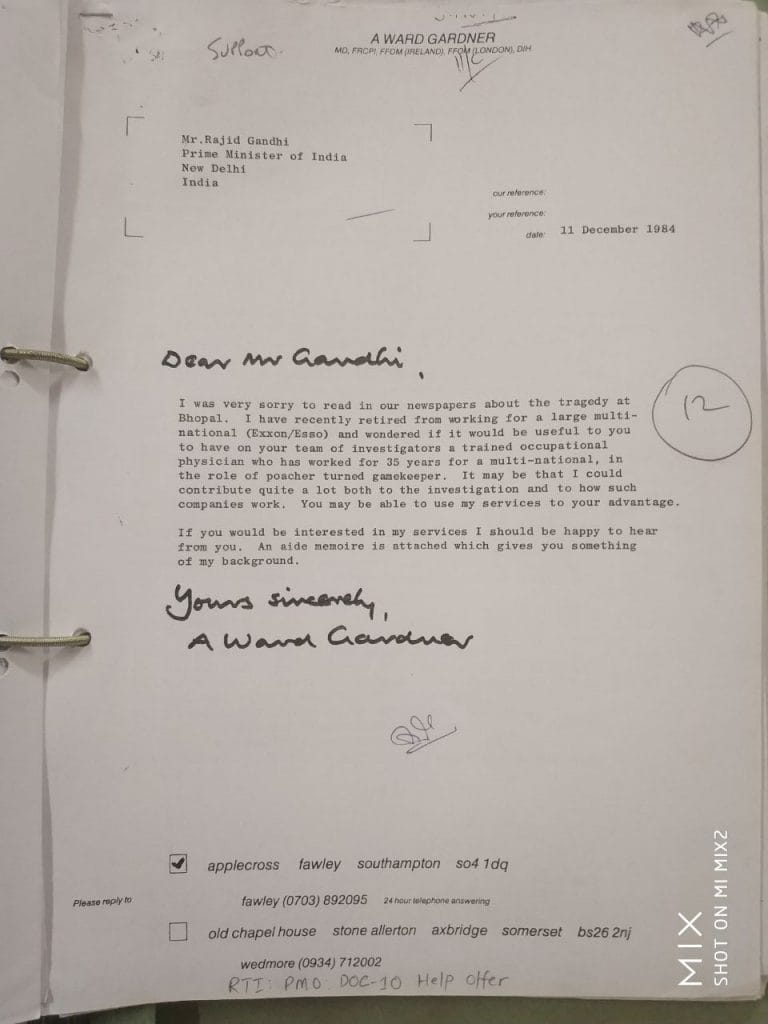 Support.
A WARD GARDNER
MD, FRCPI, FFOM (IRELAND), FFOM (LONDON), DIH
Mr.Rajid Gandhi
Prime Minister of India
New Delhi
India
our reference:
your reference:
date: 11 December 1984
Dear Mr Gandhi,
I was very sorry to read in our newspapers about the tragedy at
Bhopal. I have recently retired from working for a large multi-
national (Exxon/Esso) and wondered if it would be useful to you
to have on your team of investigators a trained occupational
physician who has worked for 35 years for a multi-national, in
the role of poacher turned gamekeeper. It may be that I could
contribute quite a lot both to the investigation and to how such
companies work. You may be able to use my services to your advantage.
12
If you would be interested in my services I should be happy to hear
from you. An aide memoire is attached which gives you something
of my background.
Yours sincerely,
A Ward Gardner
applecross fawley southampton so4 1dq
Please reply to
fawley (0703) 892095 24 hour telephone answering
old chapel house stone allerton axbridge somerset bs26 2nj
wedmore (0934) 712002
RTI: PMO: DOC-10 Help Offer
MIX
SHOT ON MI MIX2